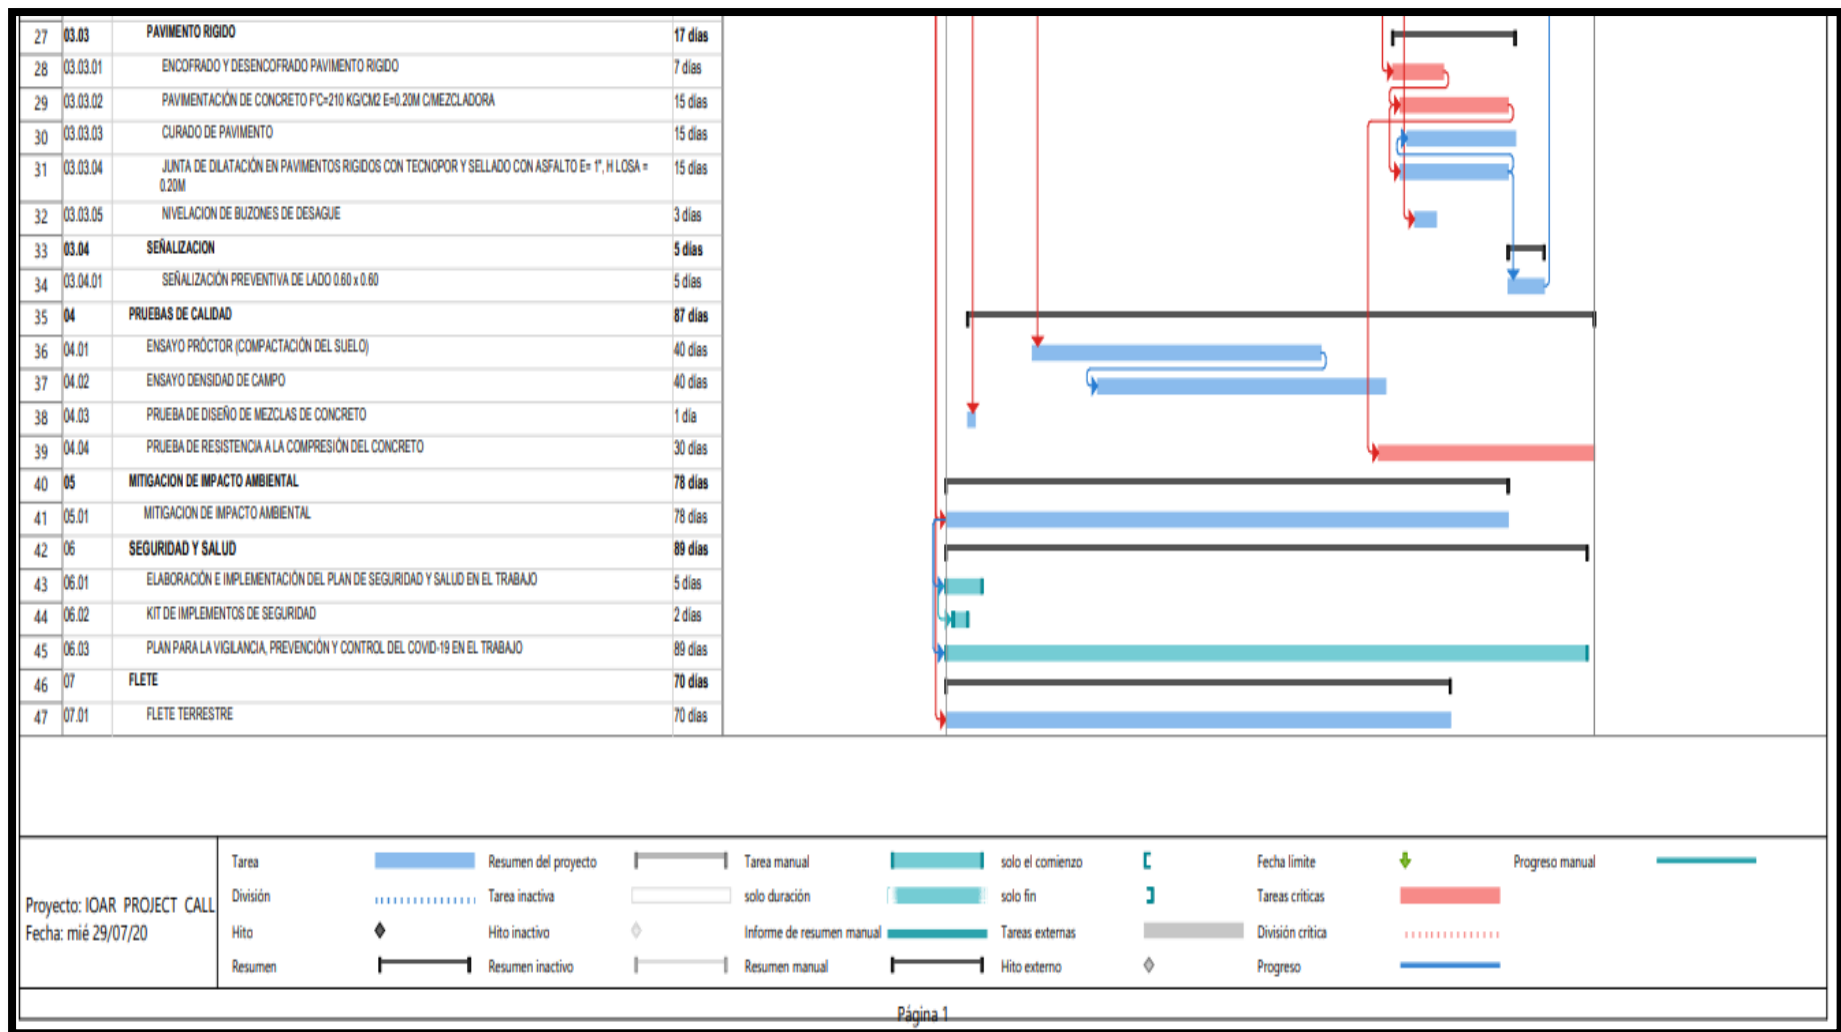 27 03.03 PAVIMENTO RIGIDO 17 días
28 03.03.01 ENCOFRADO Y DESENCOFRADO PAVIMENTO RIGIDO 7 días
29 03.03.02 PAVIMENTACIÓN DE CONCRETO F'C=210 KG/CM2 E=0.20M C/MEZCLADORA 15 días
30 03.03.03 CURADO DE PAVIMENTO 15 días
31 03.03.04 JUNTA DE DILATACIÓN EN PAVIMENTOS RIGIDOS CON TECNOPOR Y SELLADO CON ASFALTO E= 1", H LOSA = 15 días
0.20M
32 03.03.05 NIVELACION DE BUZONES DE DESAGUE 3 días
33 03.04 SEÑALIZACION 5 días
34 03.04.01 SEÑALIZACIÓN PREVENTIVA DE LADO 0.60 x 0.60 5 días
35 04 PRUEBAS DE CALIDAD 87 días
36 04.01 ENSAYO PRÓCTOR (COMPACTACIÓN DEL SUELO) 40 días
37 04.02 ENSAYO DENSIDAD DE CAMPO 40 días
38 04.03 PRUEBA DE DISEÑO DE MEZCLAS DE CONCRETO 1 día
39 04.04 PRUEBA DE RESISTENCIA A LA COMPRESIÓN DEL CONCRETO 30 días
40 05 MITIGACION DE IMPACTO AMBIENTAL 78 días
41 05.01 MITIGACION DE IMPACTO AMBIENTAL 78 días
42 06 SEGURIDAD Y SALUD 89 días
43 06.01 ELABORACIÓN E IMPLEMENTACIÓN DEL PLAN DE SEGURIDAD Y SALUD EN EL TRABAJO 5 días
44 06.02 KIT DE IMPLEMENTOS DE SEGURIDAD 2 días
45 06.03 PLAN PARA LA VIGILANCIA, PREVENCIÓN Y CONTROL DEL COVID-19 EN EL TRABAJO 89 días
46 07 FLETE 70 días
47 07.01 FLETE TERRESTRE 70 días
Proyecto: IOAR PROJECT CALL
Fecha: mié 29/07/20
Tarea Resumen del proyecto Tarea manual solo el comienzo Fecha límite Progreso manual
División Tarea inactiva solo duración solo fin Tareas críticas
Hito Hito inactivo Informe de resumen manual Tareas externas División crítica
Resumen Resumen inactivo Resumen manual Hito externo Progreso
Página 1